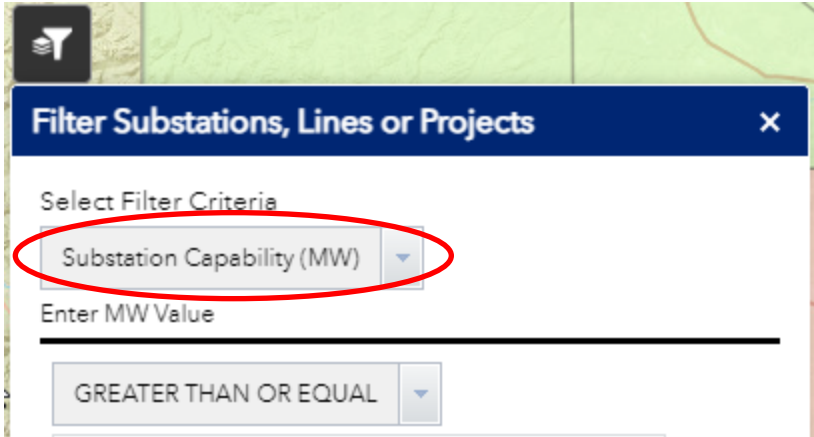 Filter Substations, Lines or Projects
Select Filter Criteria
Substation Capability (MW)
Enter MW Value
GREATER THAN OR EQUAL